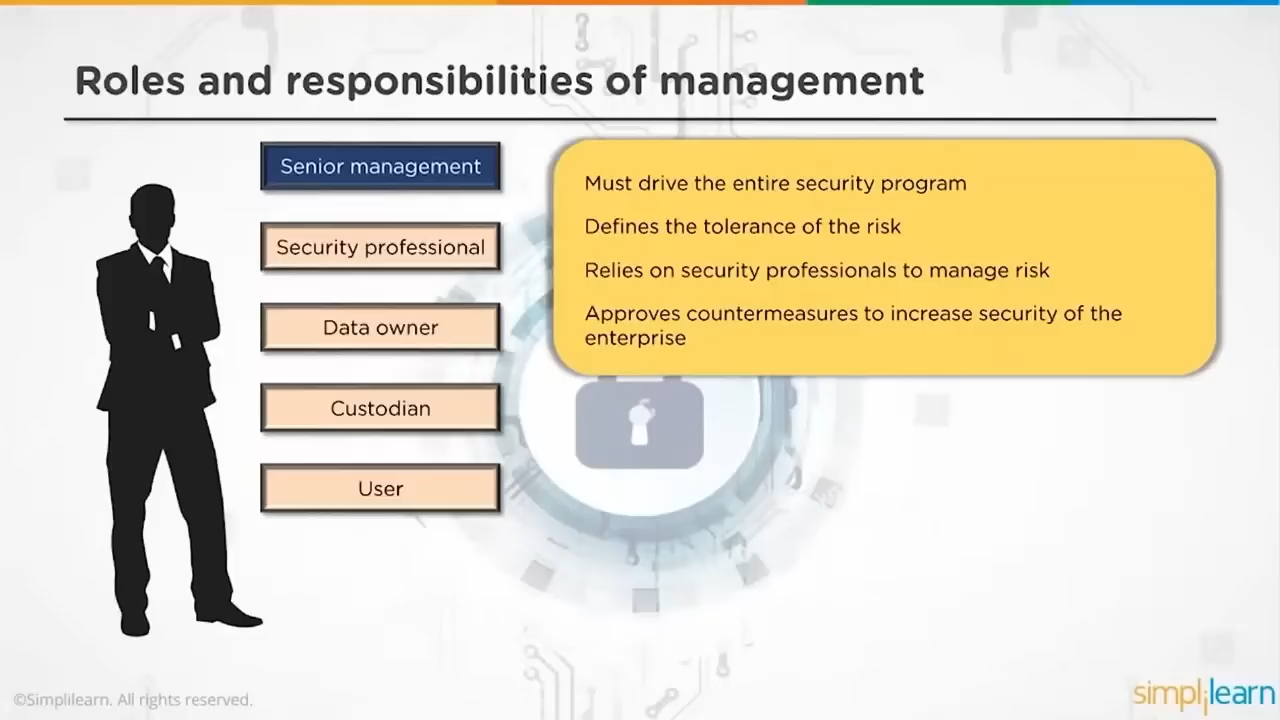 Roles and responsibilities of management
Senior management
Security professional
Data owner
Custodian
User
Must drive the entire security program
Defines the tolerance of the risk
Relies on security professionals to manage risk
Approves countermeasures to increase security of the
enterprise
©Simplilearn. All rights reserved.
simplilearn